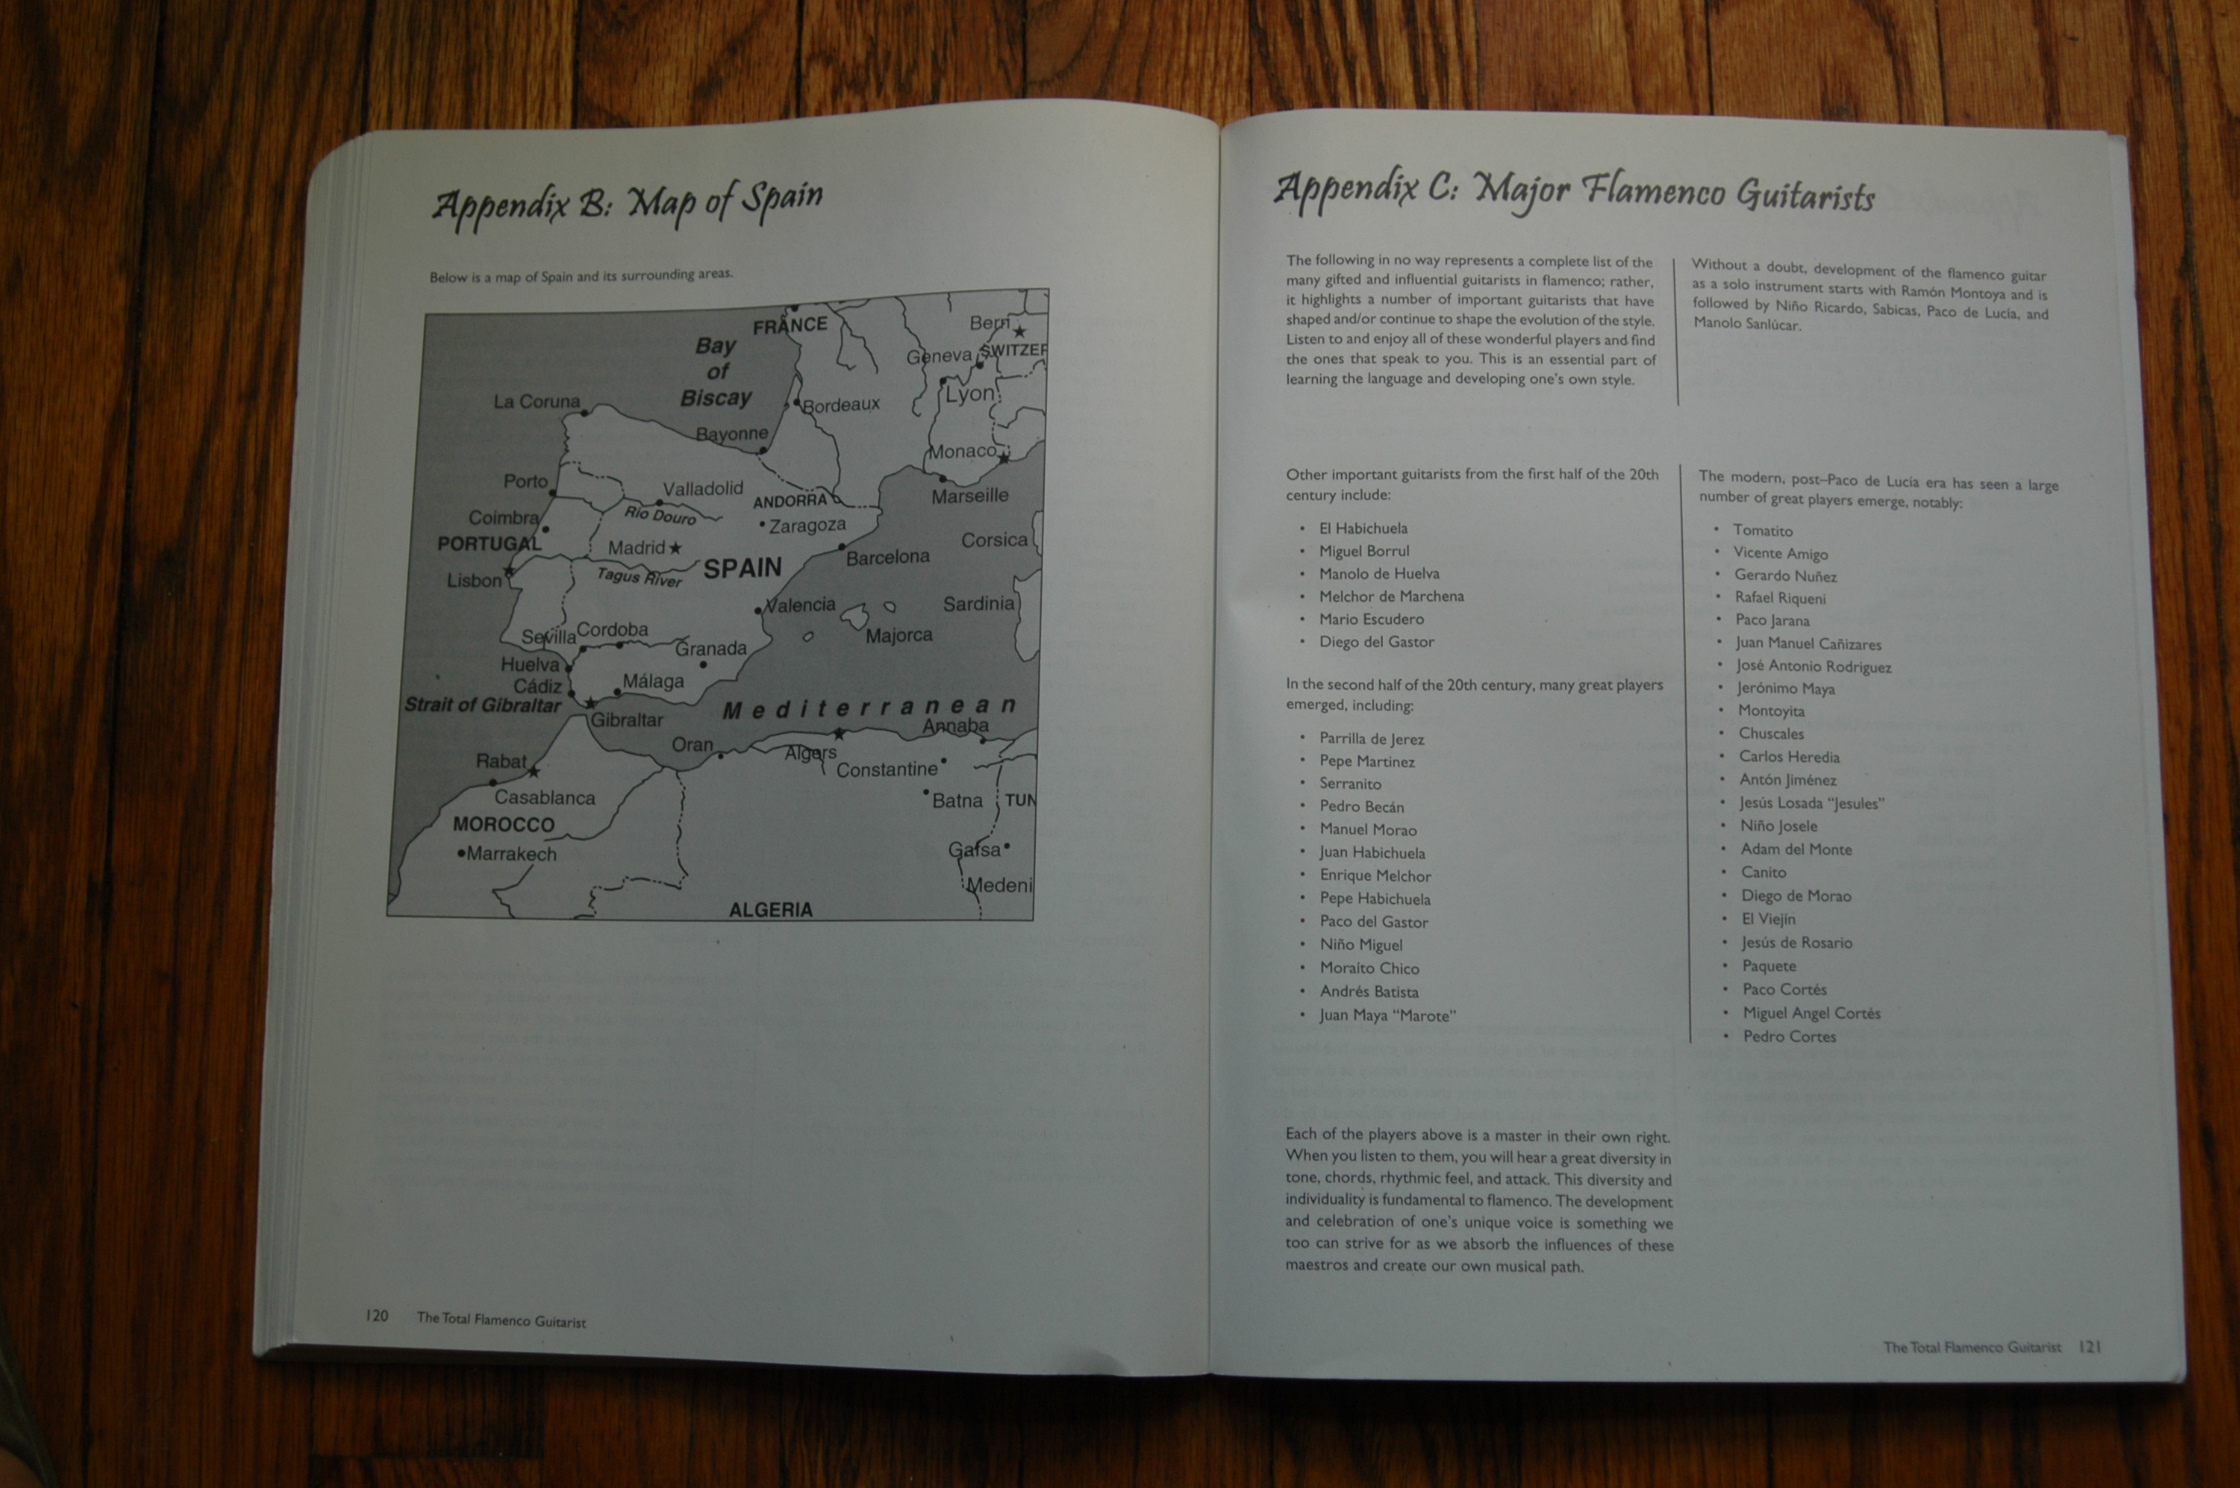 Appendix B: Map of Spain
Below is a map of Spain and its surrounding areas.
FRANCE
Bern
SWITZER
Geneva
Lyon
Bay
of
Biscay
Bordeaux
Monaco
Marseille
La Coruna
Bayonne
ANDORRA
Corsica
Porto
Valladolid
Rio Douro
Zaragoza
Barcelona
Coimbra
PORTUGAL
Madrid
SPAIN
Lisbon
Tagus River
Valencia
Majorca
Sardinia
Sevilla
Cordoba
Granada
Huelva
Cádiz
Málaga
Strait of Gibraltar
Gibraltar
Mediterranean
Annaba
Rabat
Oran
Algers
Constantine
Casablanca
Batna
TUN
MOROCCO
Marrakech
Gafsa
Medeni
ALGERIA
120 The Total Flamenco Guitarist
Appendix C: Major Flamenco Guitarists
The following in no way represents a complete list of the
many gifted and influential guitarists in flamenco; rather,
it highlights a number of important guitarists that have
shaped and/or continue to shape the evolution of the style.
Listen to and enjoy all of these wonderful players and find
the ones that speak to you. This is an essential part of
learning the language and developing one's own style.
Without a doubt, development of the flamenco guitar
as a solo instrument starts with Ramón Montoya and is
followed by Niño Ricardo, Sabicas, Paco de Lucía, and
Manolo Sanlúcar.
Other important guitarists from the first half of the 20th
century include:
• El Habichuela
• Miguel Borrul
• Manolo de Huelva
• Melchor de Marchena
• Mario Escudero
• Diego del Gastor
In the second half of the 20th century, many great players
emerged, including:
• Parrilla de Jerez
• Pepe Martinez
• Serranito
• Pedro Becán
• Manuel Morao
• Juan Habichuela
• Enrique Melchor
• Pepe Habichuela
• Paco del Gastor
• Niño Miguel
• Moraito Chico
• Andrés Batista
• Juan Maya "Marote"
The modern, post–Paco de Lucía era has seen a large
number of great players emerge, notably:
• Tomatito
• Vicente Amigo
• Gerardo Nuñez
• Rafael Riqueni
• Paco Jarana
• Juan Manuel Cañizares
• José Antonio Rodriguez
• Jerónimo Maya
• Montoyita
• Chuscales
• Carlos Heredia
• Antón Jiménez
• Jesús Losada "Jesules"
• Niño Josele
• Adam del Monte
• Canito
• Diego de Morao
• El Viejín
• Jesús de Rosario
• Paquete
• Paco Cortés
• Miguel Angel Cortés
• Pedro Cortes
Each of the players above is a master in their own right.
When you listen to them, you will hear a great diversity in
tone, chords, rhythmic feel, and attack. This diversity and
individuality is fundamental to flamenco. The development
and celebration of one's unique voice is something we
too can strive for as we absorb the influences of these
maestros and create our own musical path.
The Total Flamenco Guitarist 121